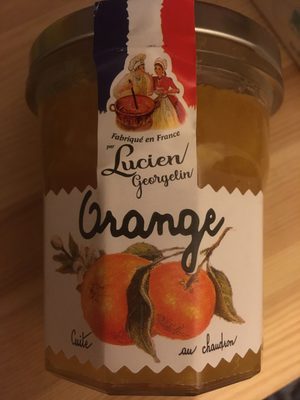 Fabriqué en France
par Lucien
Georgelin
Orange
Cuite au chaudron